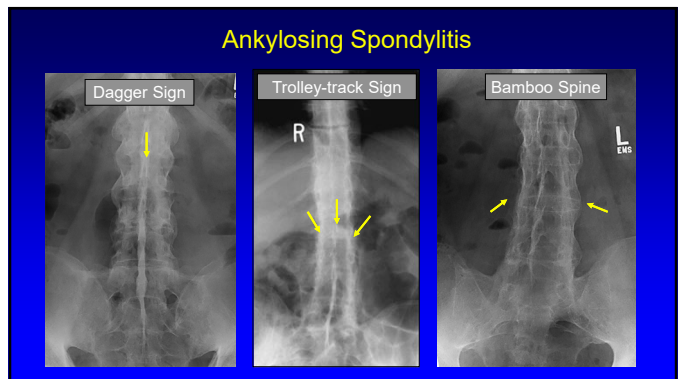 Ankylosing Spondylitis
Dagger Sign
Trolley-track Sign
Bamboo Spine
R
L
EMS